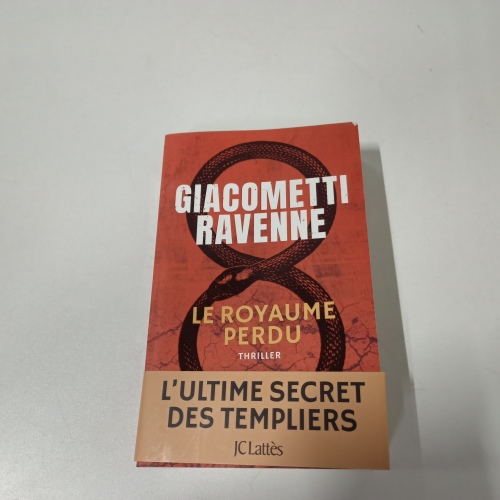 GIACOMETTI
RAVENNE
LE ROYAUME
PERDU
THRILLER
L'ULTIME SECRET
DES TEMPLIERS
JC Lattès